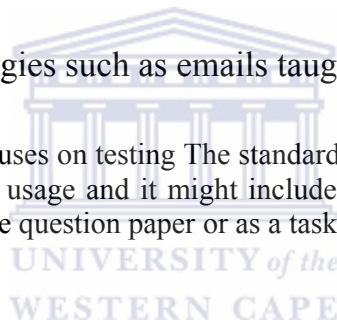 gies such as emails taug
uses on testing The standard
usage and it might include
e question paper or as a task
UNIVERSITY of the
WESTERN CAPE